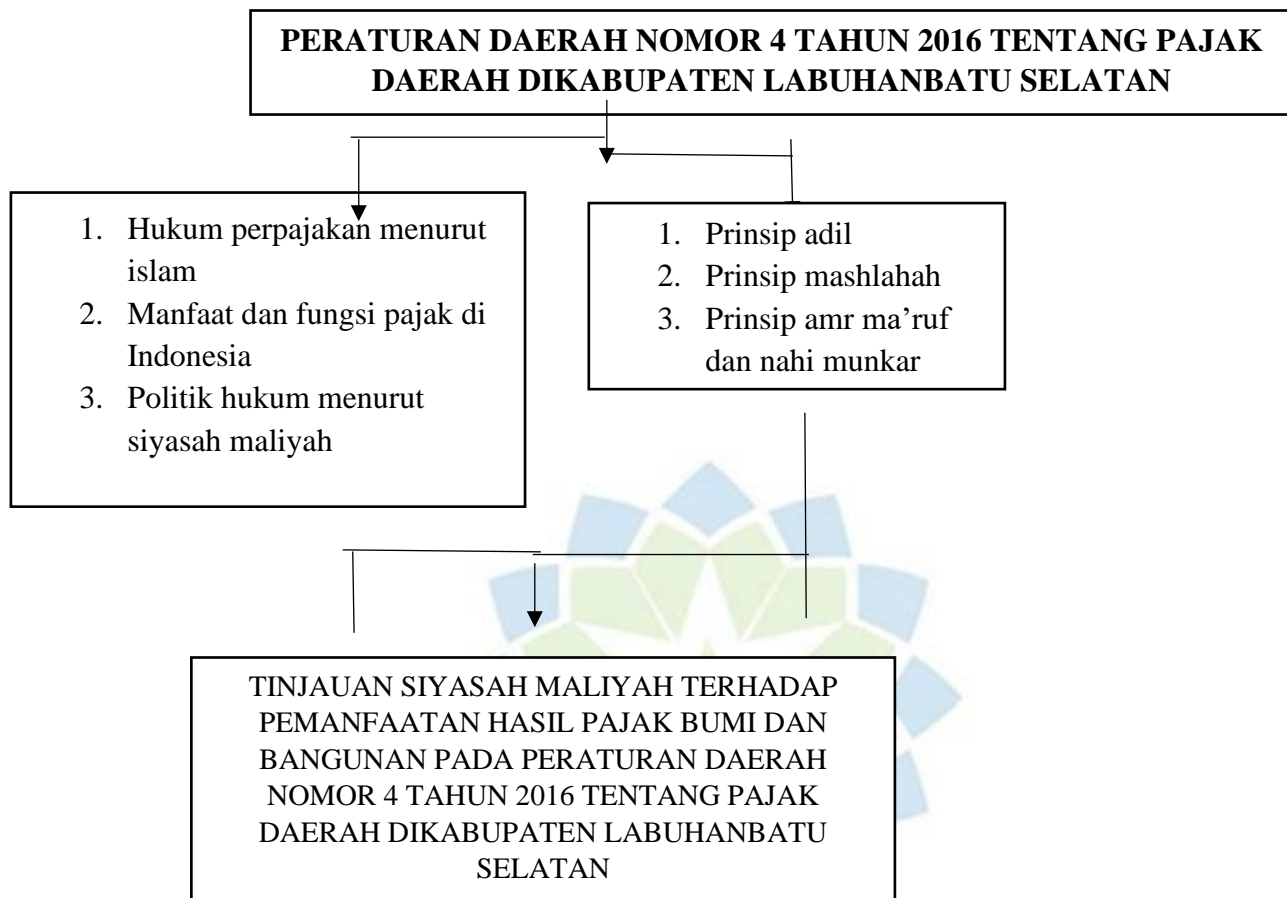 PERATURAN DAERAH NOMOR 4 TAHUN 2016 TENTANG PAJAK
DAERAH DIKABUPATEN LABUHANBATU SELATAN
1. Hukum perpajakan menurut
islam
2. Manfaat dan fungsi pajak di
Indonesia
3. Politik hukum menurut
siyasah maliyah
1. Prinsip adil
2. Prinsip mashlahah
3. Prinsip amr ma’ruf
dan nahi munkar
TINJAUAN SIYASAH MALIYAH TERHADAP
PEMANFAATAN HASIL PAJAK BUMI DAN
BANGUNAN PADA PERATURAN DAERAH
NOMOR 4 TAHUN 2016 TENTANG PAJAK
DAERAH DIKABUPATEN LABUHANBATU
SELATAN